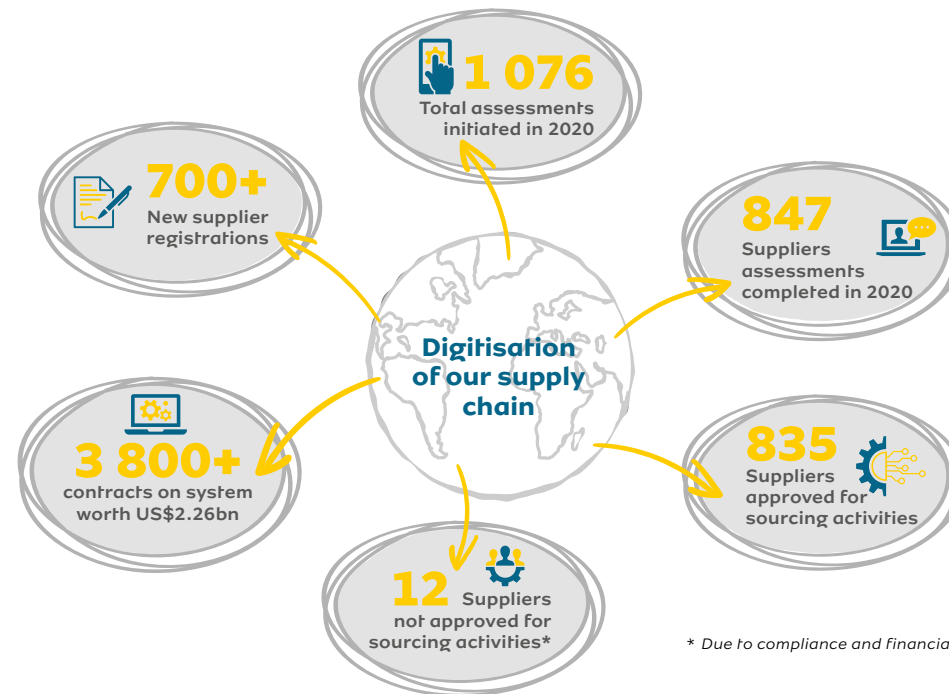 1 076
Total assessments
initiated in 2020
700+
New supplier
registrations
847
Suppliers
assessments
completed in 2020
Digitisation
of our supply
chain
3 800+
contracts on system
worth US$2.26bn
835
Suppliers
approved for
sourcing activities
12 Suppliers
not approved for
sourcing activities*
* Due to compliance and financia